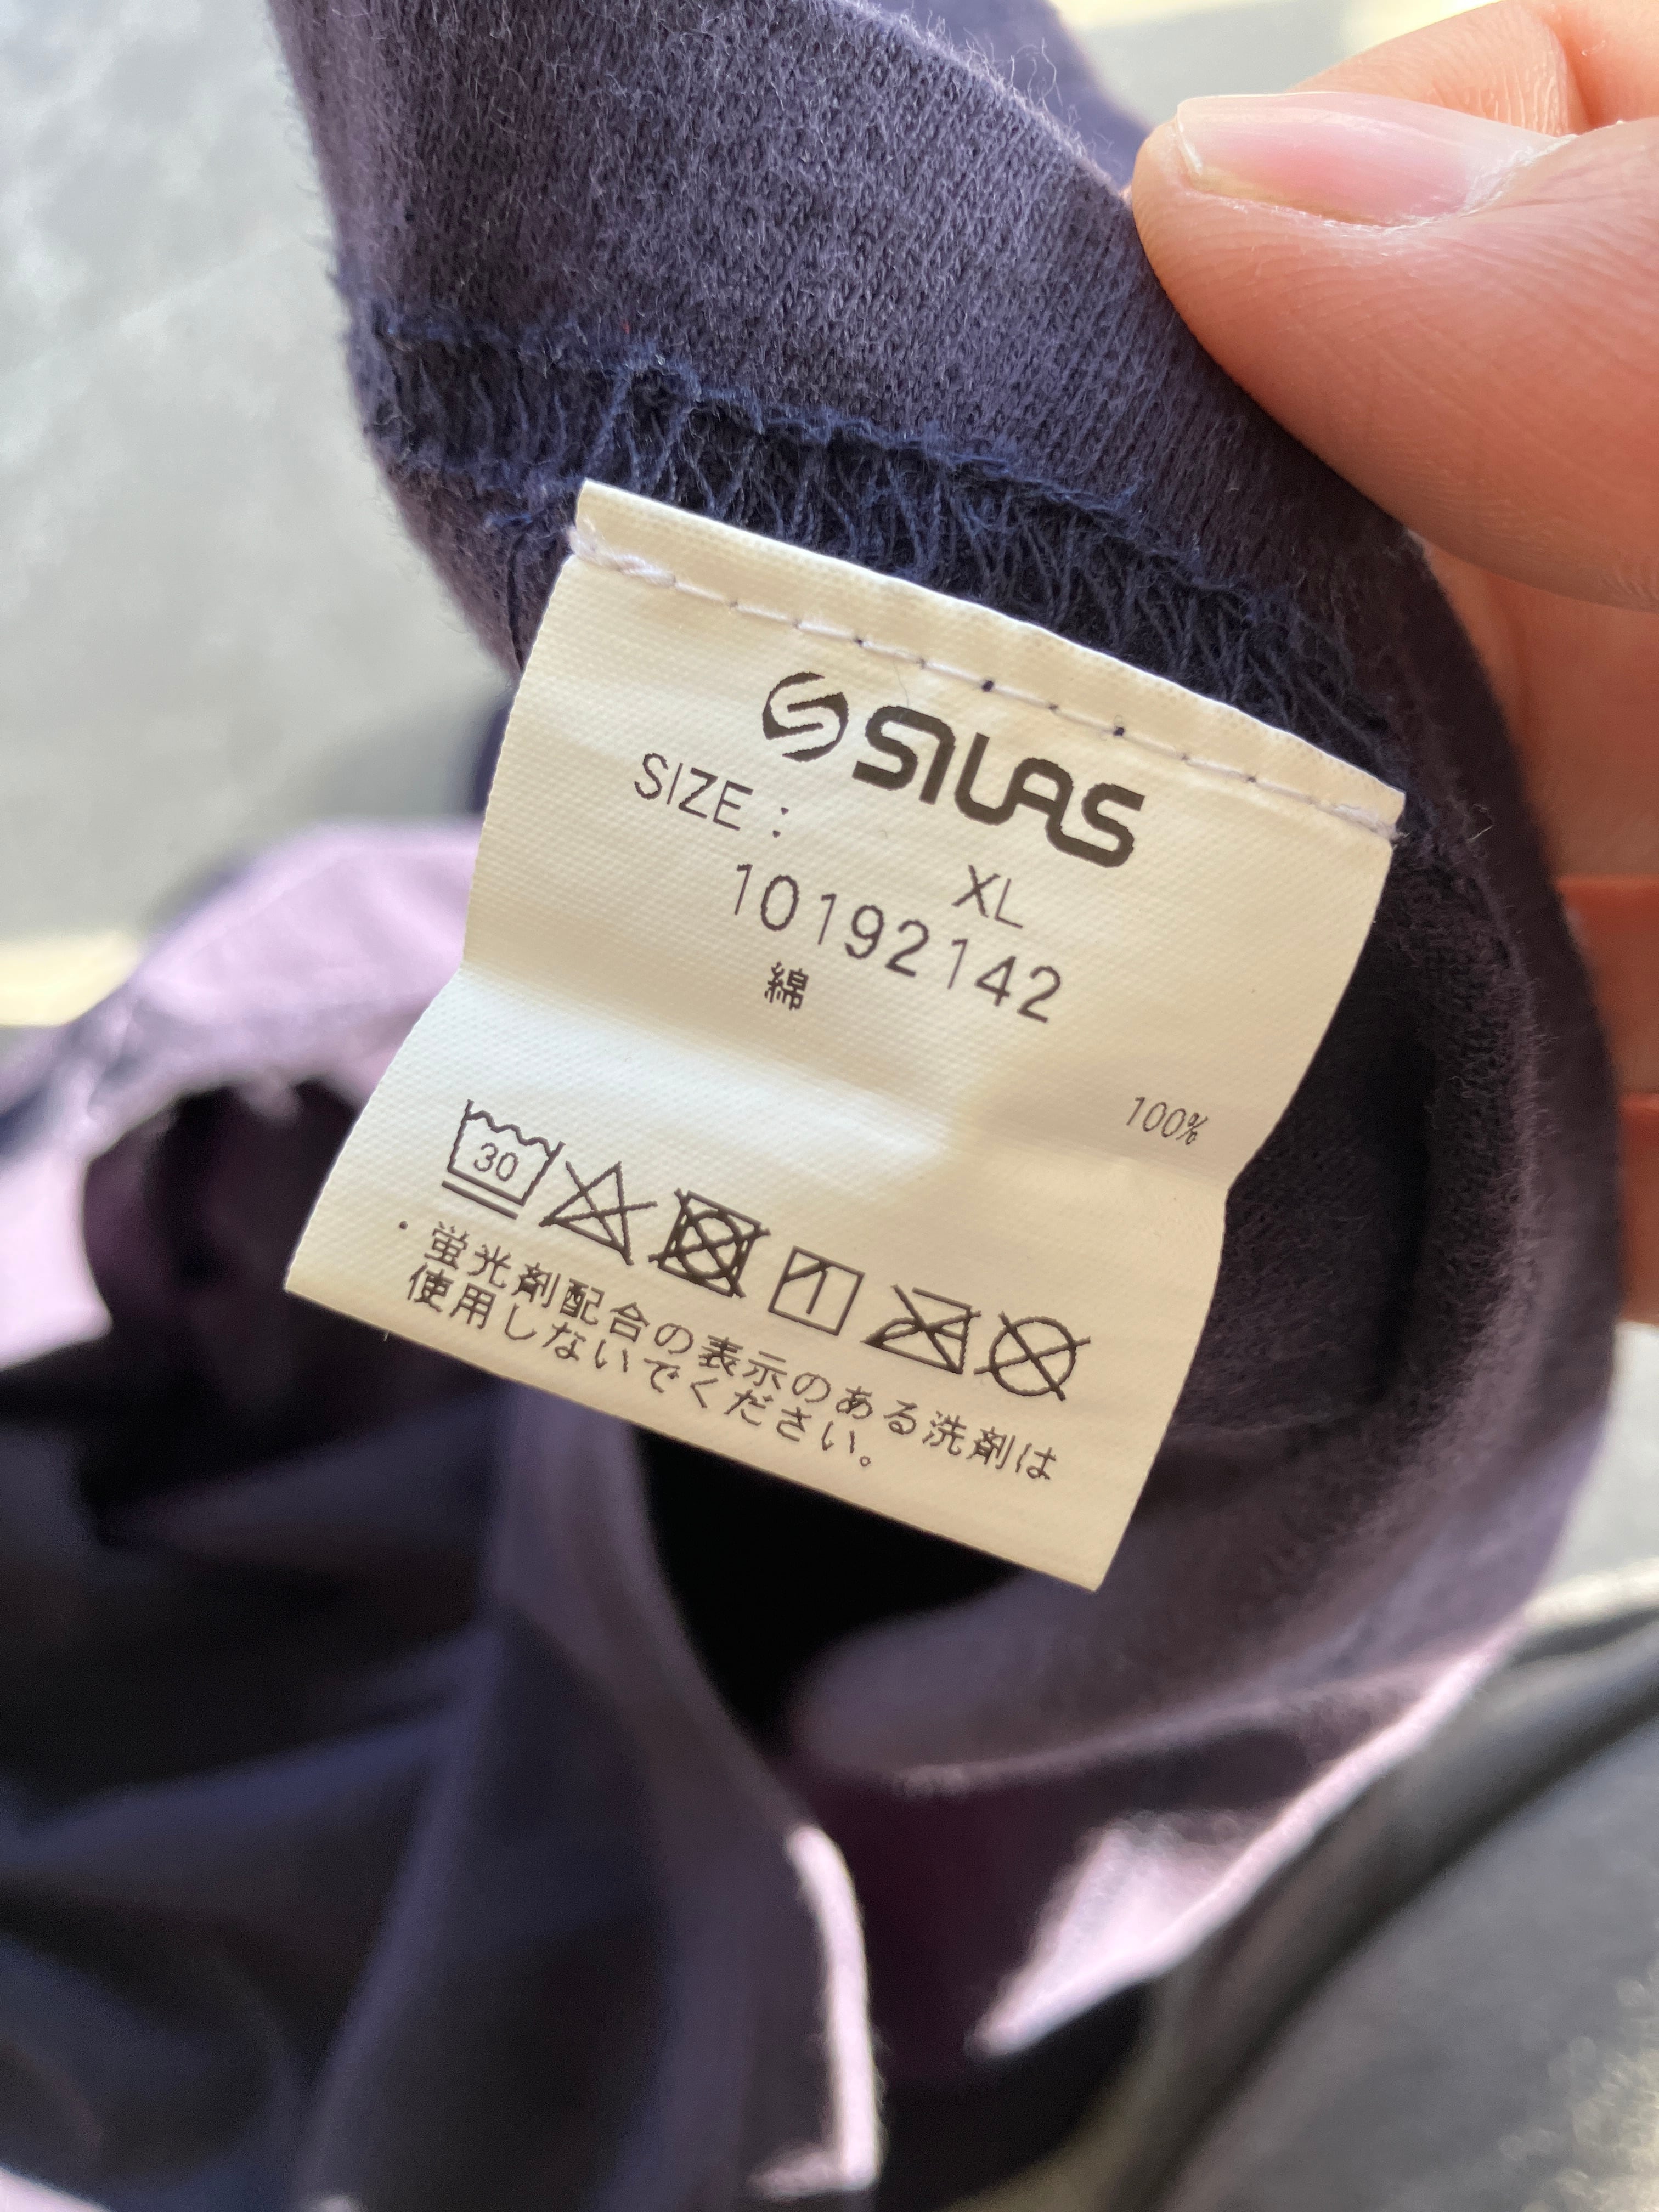 SILAS
SIZE :
XL
10192142
綿
100%
30
・蛍光剤配合の表示のある洗剤は
使用しないでください。